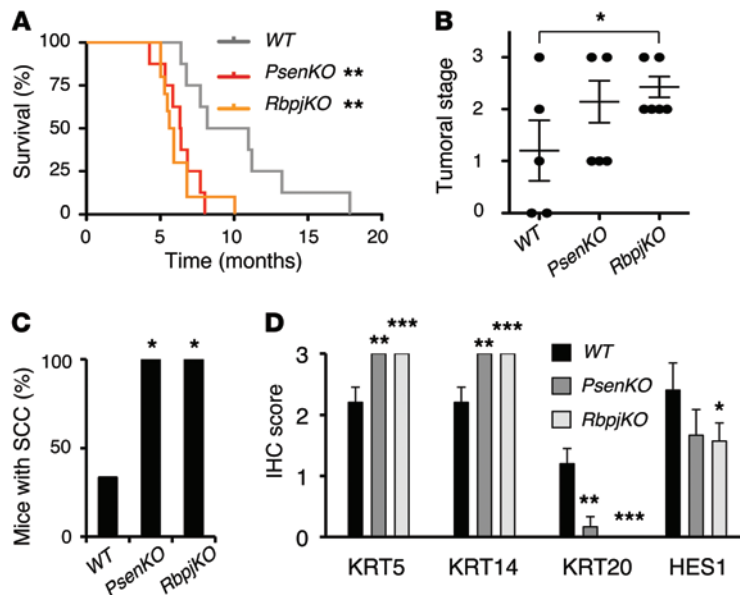 A
Survival (%)
100
75
50
25
0
0
5
10
15
20
Time (months)
WT
PsenKO **
RbpjKO **
B
Tumoral stage
3
2
1
0
*
WT
PsenKO
RbpjKO
C
Mice with SCC (%)
100
50
0
*
*
WT
PsenKO
RbpjKO
D
IHC score
3
2
1
0
**
***
**
***
**
***
*
WT
PsenKO
RbpjKO
KRT5
KRT14
KRT20
HES1